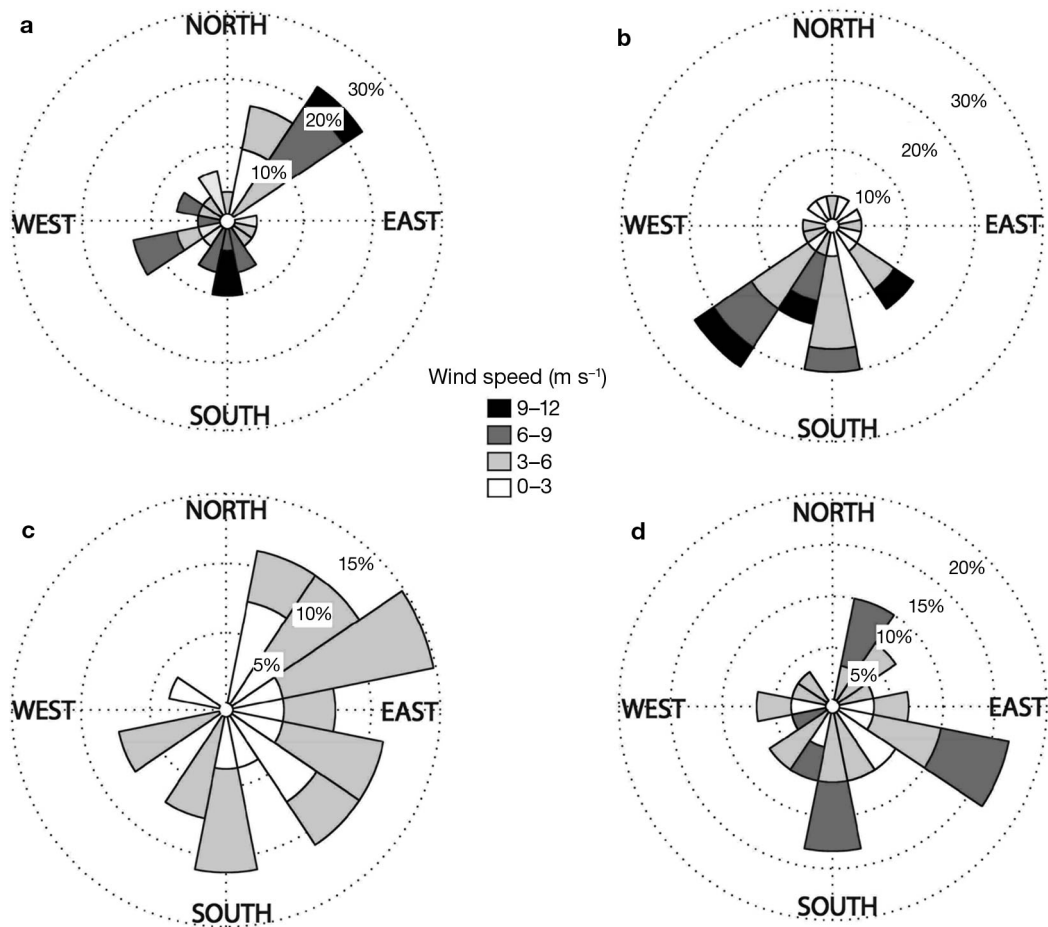 a
NORTH
30%
20%
10%
WEST
EAST
SOUTH
b
NORTH
30%
20%
10%
WEST
EAST
SOUTH
Wind speed (m s⁻¹)
9–12
6–9
3–6
0–3
c
NORTH
15%
10%
5%
WEST
EAST
SOUTH
d
NORTH
20%
15%
10%
5%
WEST
EAST
SOUTH